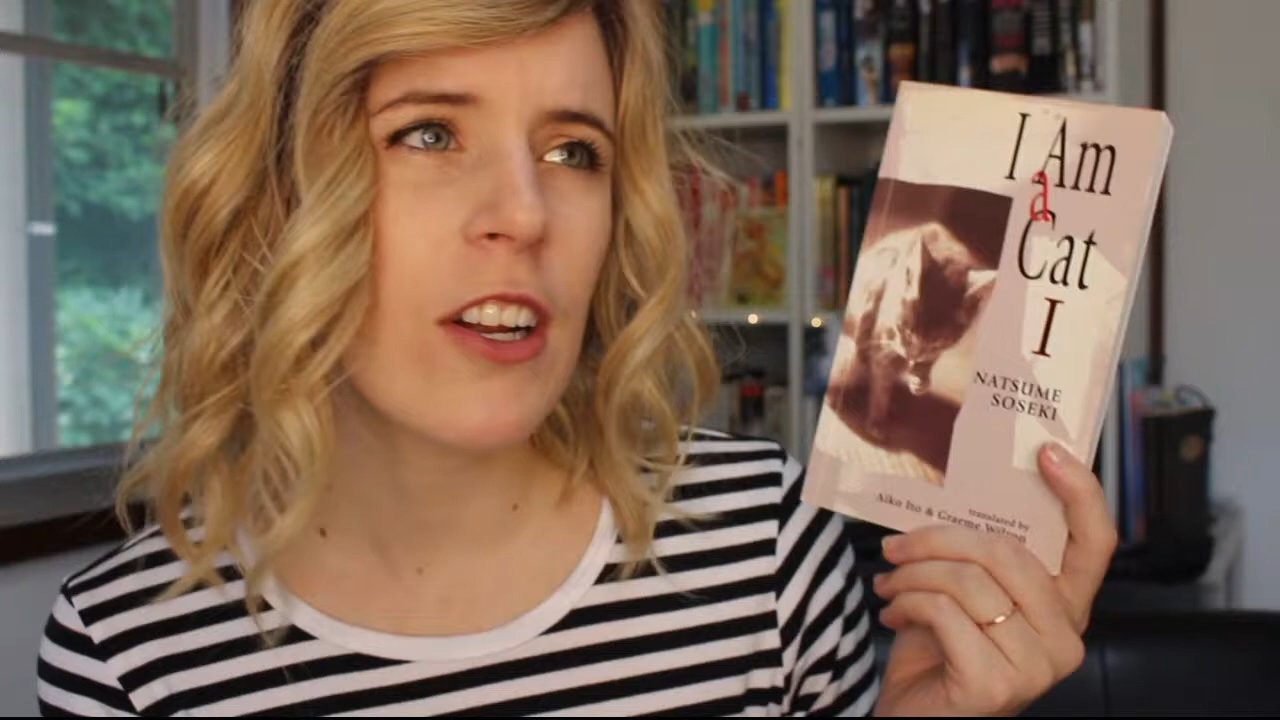 I Am
a
Cat
I
NATSUME
SOSEKI
translated by
Aiko Ito & Graeme Wilson